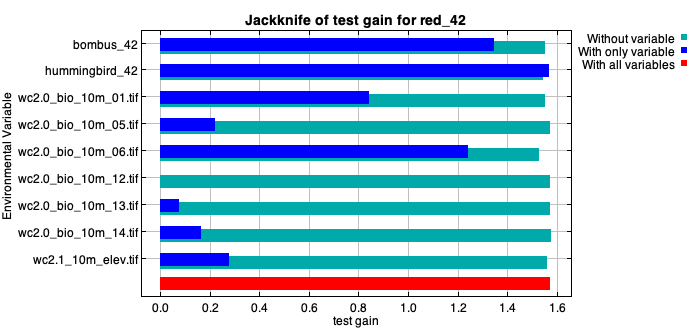 Jackknife of test gain for red_42
Without variable
With only variable
With all variables
Environmental Variable
bombus_42
hummingbird_42
wc2.0_bio_10m_01.tif
wc2.0_bio_10m_05.tif
wc2.0_bio_10m_06.tif
wc2.0_bio_10m_12.tif
wc2.0_bio_10m_13.tif
wc2.0_bio_10m_14.tif
wc2.1_10m_elev.tif
0.0 0.2 0.4 0.6 0.8 1.0 1.2 1.4 1.6
test gain